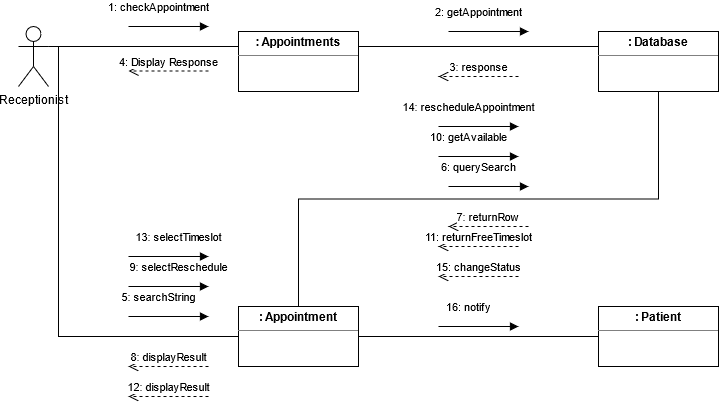 1: checkAppointment
2: getAppointment
: Appointments
: Database
4: Display Response
3: response
Receptionist
14: rescheduleAppointment
10: getAvailable
6: querySearch
7: returnRow
13: selectTimeslot
11: returnFreeTimeslot
9: selectReschedule
15: changeStatus
5: searchString
: Appointment
16: notify
: Patient
8: displayResult
12: displayResult